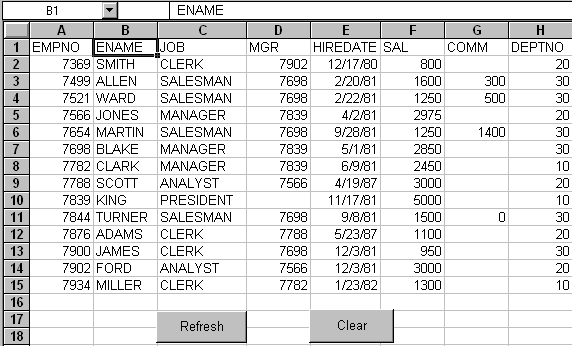 B1 ENAME
A B C D E F G H
1 EMPNO ENAME JOB MGR HIREDATE SAL COMM DEPTNO
2 7369 SMITH CLERK 7902 12/17/80 800 20
3 7499 ALLEN SALESMAN 7698 2/20/81 1600 300 30
4 7521 WARD SALESMAN 7698 2/22/81 1250 500 30
5 7566 JONES MANAGER 7839 4/2/81 2975 20
6 7654 MARTIN SALESMAN 7698 9/28/81 1250 1400 30
7 7698 BLAKE MANAGER 7839 5/1/81 2850 30
8 7782 CLARK MANAGER 7839 6/9/81 2450 10
9 7788 SCOTT ANALYST 7566 4/19/87 3000 20
10 7839 KING PRESIDENT 11/17/81 5000 10
11 7844 TURNER SALESMAN 7698 9/8/81 1500 0 30
12 7876 ADAMS CLERK 7788 5/23/87 1100 20
13 7900 JAMES CLERK 7698 12/3/81 950 30
14 7902 FORD ANALYST 7566 12/3/81 3000 20
15 7934 MILLER CLERK 7782 1/23/82 1300 10
16
17
Refresh Clear
18